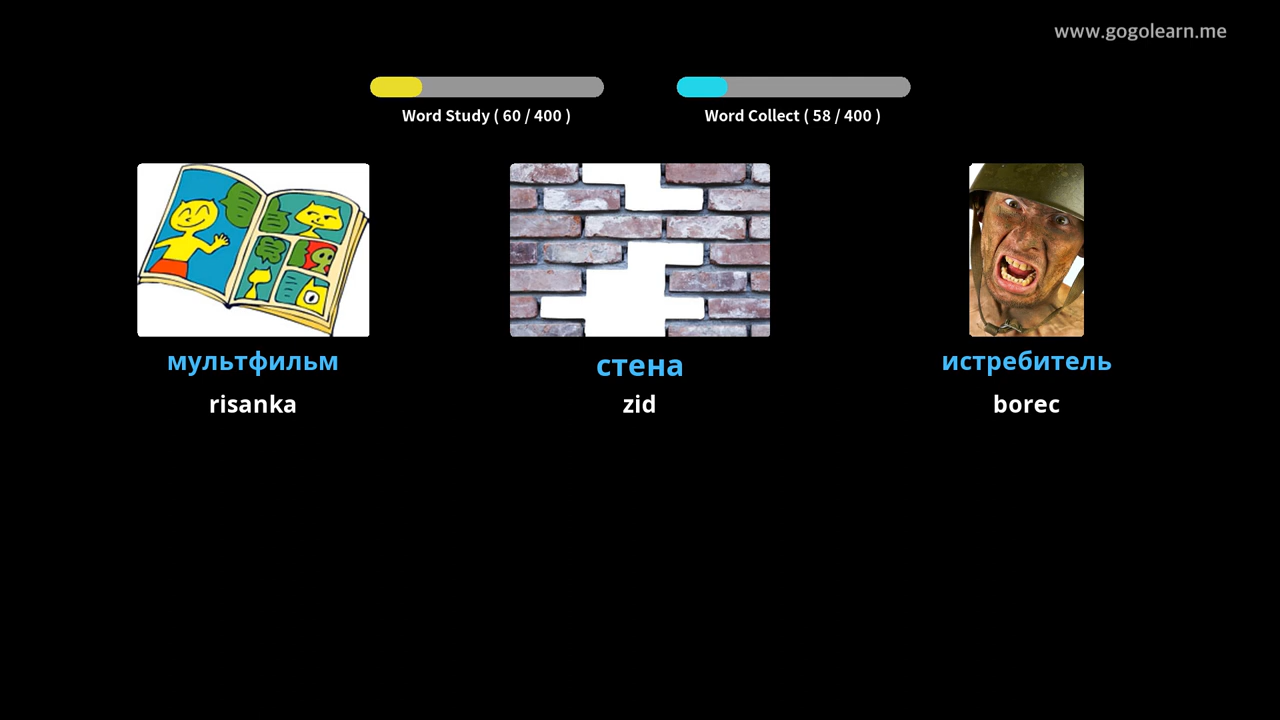 www.gogolearn.me
Word Study ( 60 / 400 )
Word Collect ( 58 / 400 )
мультфильм
risanka
стена
zid
истребитель
borec